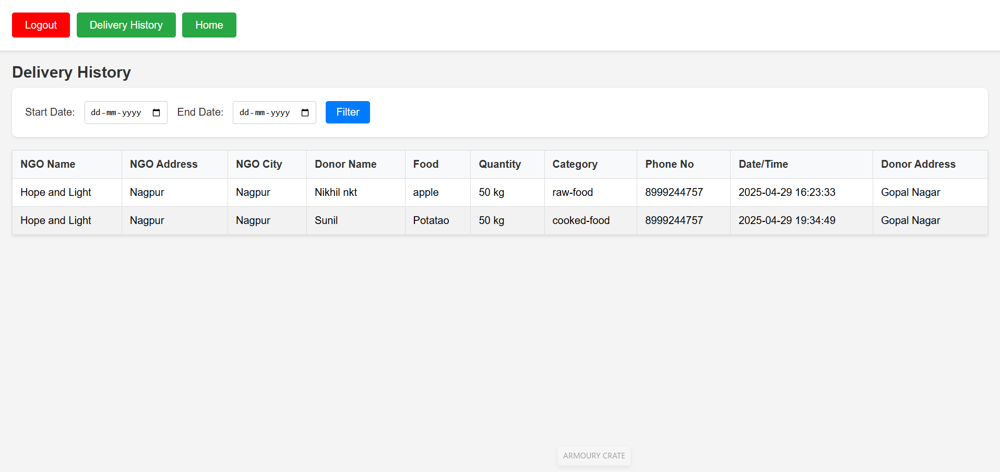 Logout Delivery History Home
Delivery History
Start Date: dd-mm-yyyy End Date: dd-mm-yyyy Filter
NGO Name NGO Address NGO City Donor Name Food Quantity Category Phone No Date/Time Donor Address
Hope and Light Nagpur Nagpur Nikhil nkt apple 50 kg raw-food 8999244757 2025-04-29 16:23:33 Gopal Nagar
Hope and Light Nagpur Nagpur Sunil Potatao 50 kg cooked-food 8999244757 2025-04-29 19:34:49 Gopal Nagar
ARMOURY CRATE